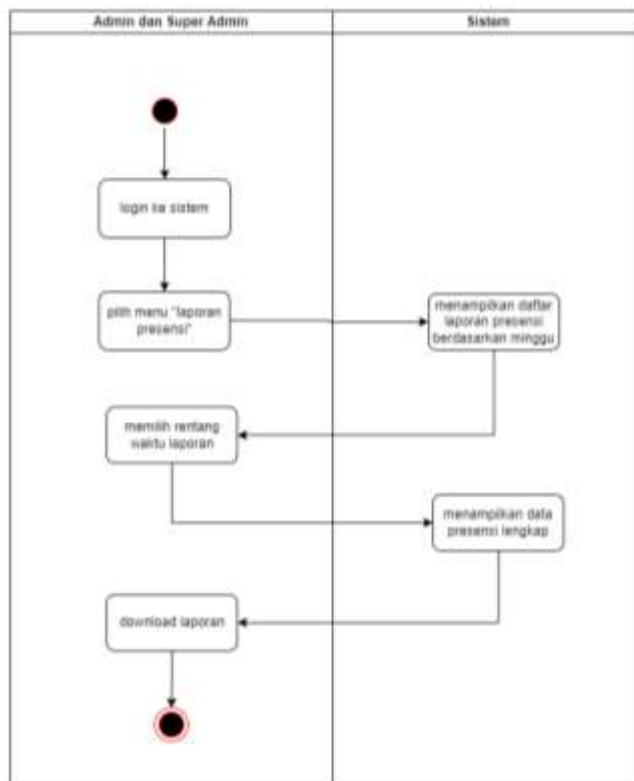 Admin dan Super Admin
Sistem
login ke sistem
pilih menu "laporan
presensi"
menampilkan daftar
laporan presensi
berdasarkan minggu
memilih rentang
waktu laporan
menampilkan data
presensi lengkap
download laporan